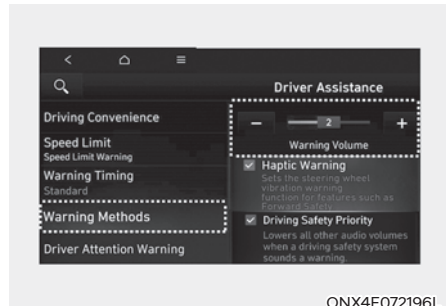 Driver Assistance
Driving Convenience
Speed Limit
Speed Limit Warning
Warning Timing
Standard
Warning Methods
Driver Attention Warning
− 2 +
Warning Volume
Haptic Warning
Sets the steering wheel
vibration warning
function for features such as
Forward Safety
Driving Safety Priority
Lowers all other audio volumes
when a driving safety system
sounds a warning.
ONX4E072196L